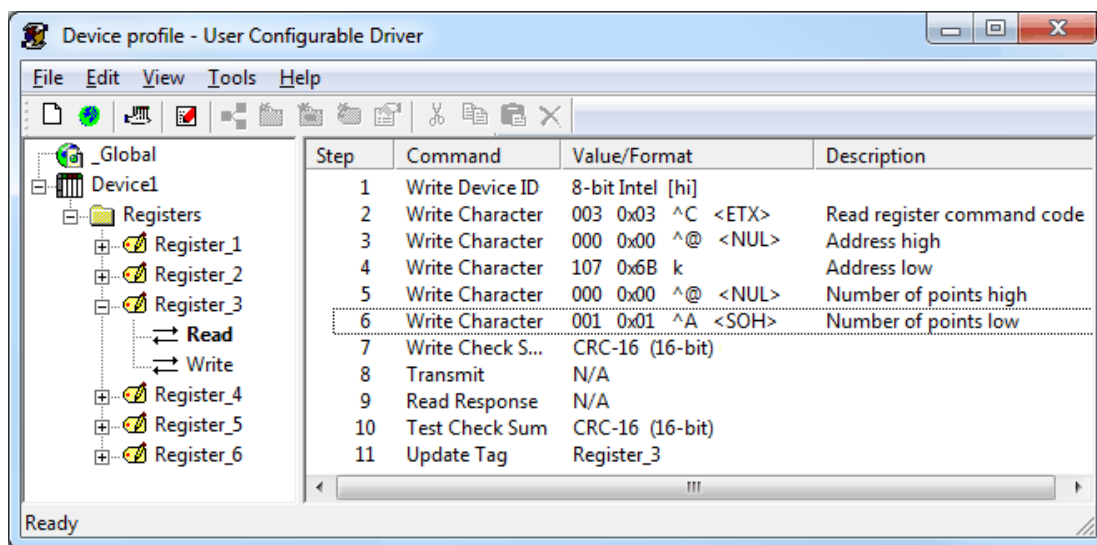 Device profile - User Configurable Driver
File Edit View Tools Help
_Global
Device1
Registers
Register_1
Register_2
Register_3
Read
Write
Register_4
Register_5
Register_6
Step Command Value/Format Description
1 Write Device ID 8-bit Intel [hi]
2 Write Character 003 0x03 ^C <ETX> Read register command code
3 Write Character 000 0x00 ^@ <NUL> Address high
4 Write Character 107 0x6B k Address low
5 Write Character 000 0x00 ^@ <NUL> Number of points high
6 Write Character 001 0x01 ^A <SOH> Number of points low
7 Write Check S... CRC-16 (16-bit)
8 Transmit N/A
9 Read Response N/A
10 Test Check Sum CRC-16 (16-bit)
11 Update Tag Register_3
Ready